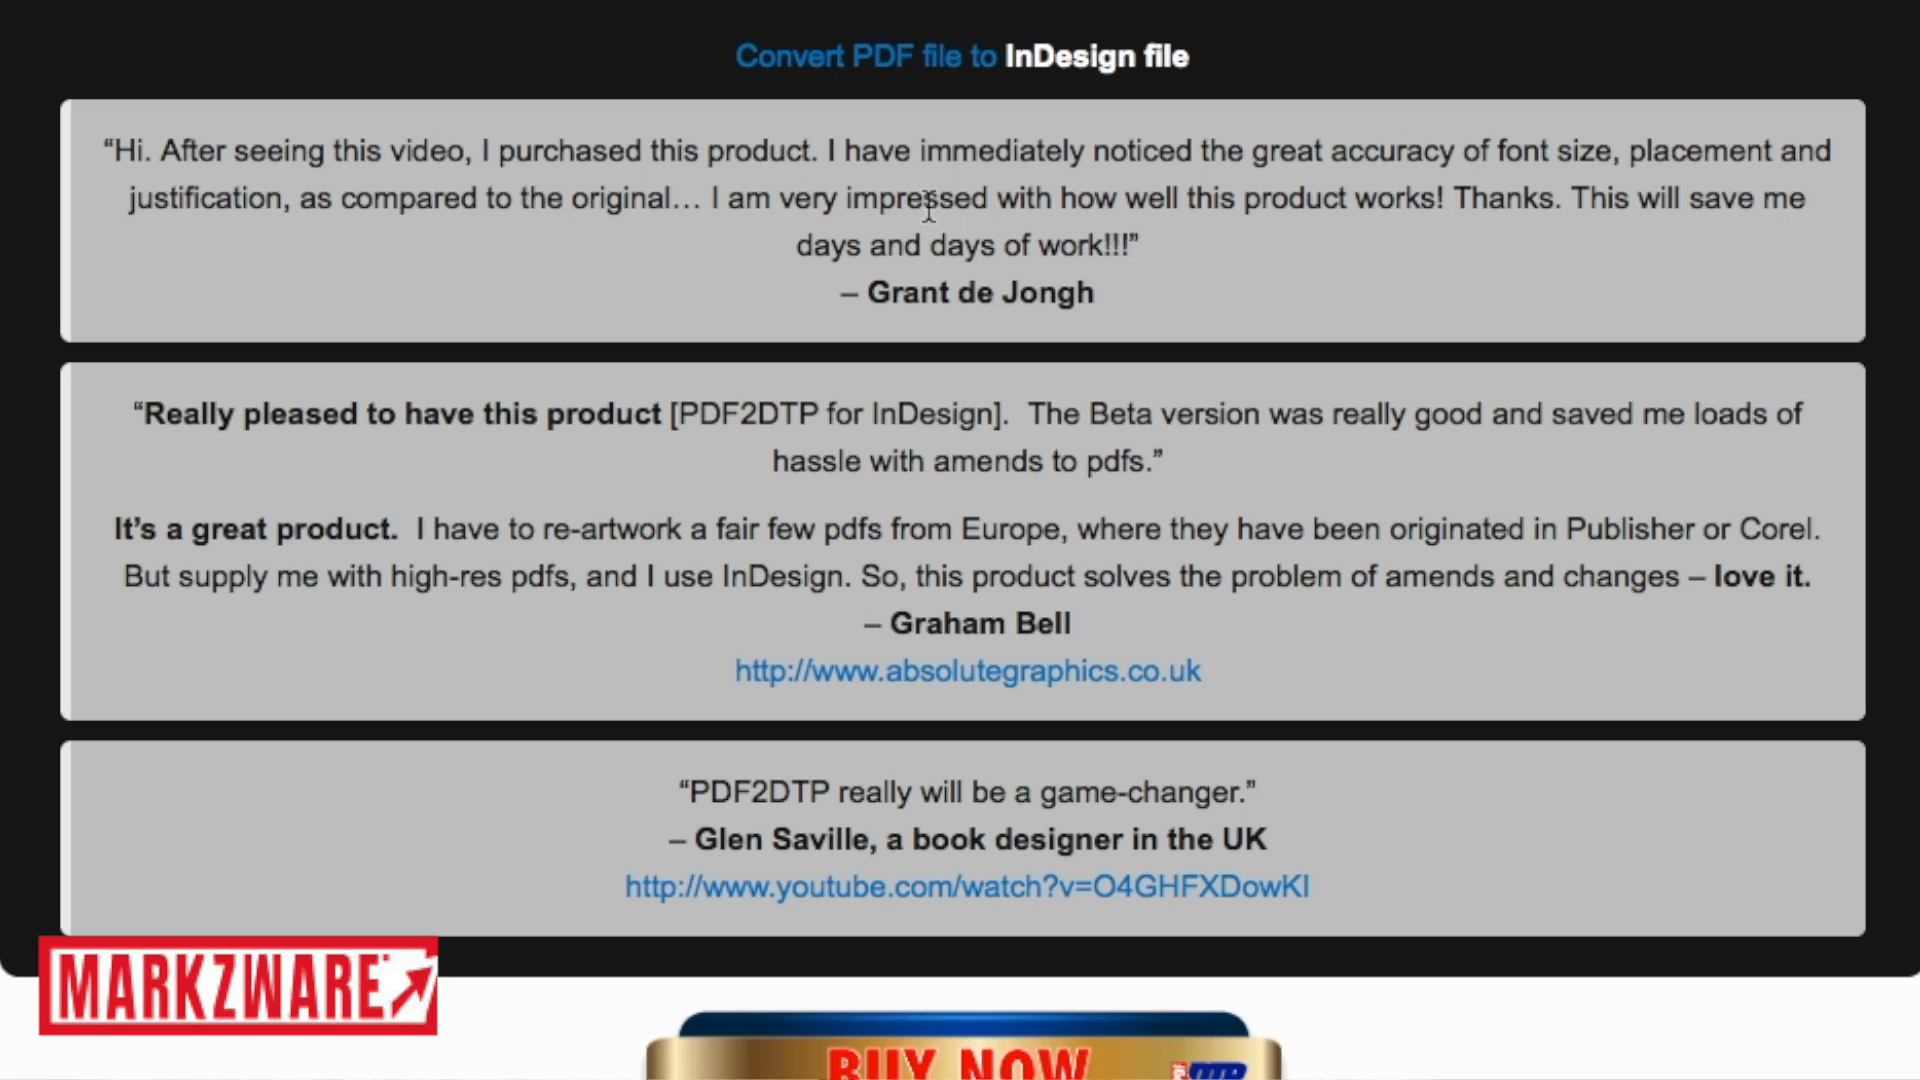 Convert PDF file to InDesign file
“Hi. After seeing this video, I purchased this product. I have immediately noticed the great accuracy of font size, placement and
justification, as compared to the original... I am very impressed with how well this product works! Thanks. This will save me
days and days of work!!!”
– Grant de Jongh
“Really pleased to have this product [PDF2DTP for InDesign].  The Beta version was really good and saved me loads of
hassle with amends to pdfs.”
It’s a great product.  I have to re-artwork a fair few pdfs from Europe, where they have been originated in Publisher or Corel.
But supply me with high-res pdfs, and I use InDesign. So, this product solves the problem of amends and changes – love it.
– Graham Bell
http://www.absolutegraphics.co.uk
“PDF2DTP really will be a game-changer.”
– Glen Saville, a book designer in the UK
http://www.youtube.com/watch?v=O4GHFXDowKI
MARKZWARE
BUY NOW